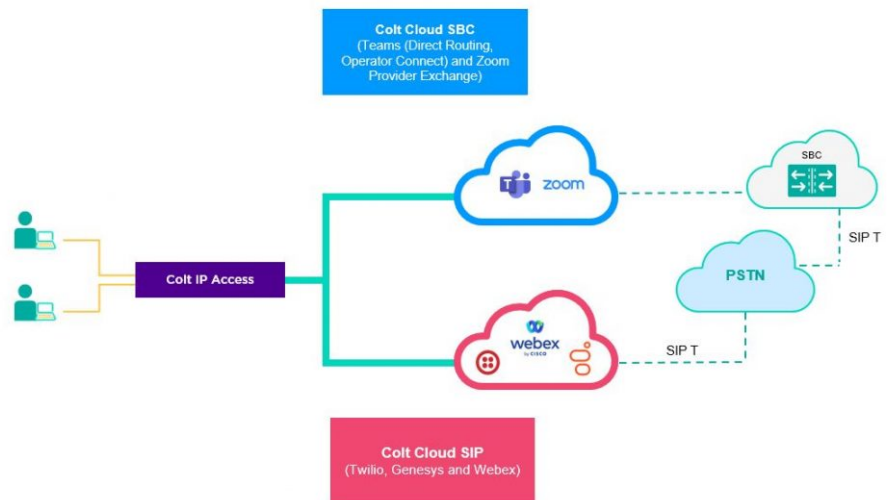 Colt Cloud SBC
(Teams (Direct Routing,
Operator Connect) and Zoom
Provider Exchange)
SBC
T
zoom
SIP T
Colt IP Access
PSTN
webex
by CISCO
SIP T
Colt Cloud SIP
(Twilio, Genesys and Webex)